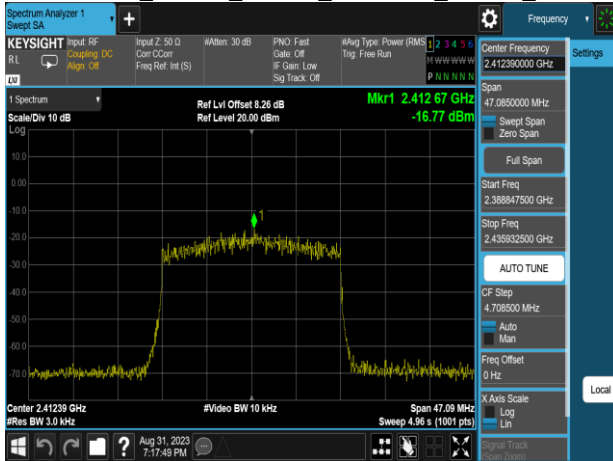 Spectrum Analyzer 1
Swept SA
+
Frequency
KEYSIGHT
RL
LXI
Input: RF
Coupling: DC
Align: Off
Input Z: 50 Ω
Corr CCorr
Freq Ref: Int (S)
#Atten: 30 dB
PNO: Fast
Gate: Off
IF Gain: Low
Sig Track: Off
#Avg Type: Power (RMS
Trig: Free Run
1 2 3 4 5 6
M W W W W W
P N N N N N
Center Frequency
2.412390000 GHz
Settings
Span
47.0850000 MHz
Swept Span
Zero Span
Full Span
Start Freq
2.388847500 GHz
Stop Freq
2.435932500 GHz
AUTO TUNE
CF Step
4.708500 MHz
Auto
Man
Freq Offset
0 Hz
X Axis Scale
Log
Lin
Signal Track
(Span Zoom)
Local
1 Spectrum
Scale/Div 10 dB
Log
Ref Lvl Offset 8.26 dB
Ref Level 20.00 dBm
Mkr1 2.412 67 GHz
-16.77 dBm
10.0
0.00
-10.0
1
-20.0
-30.0
-40.0
-50.0
-60.0
-70.0
Center 2.41239 GHz
#Res BW 3.0 kHz
#Video BW 10 kHz
Span 47.09 MHz
Sweep 4.96 s (1001 pts)
?
Aug 31, 2023
7:17:49 PM